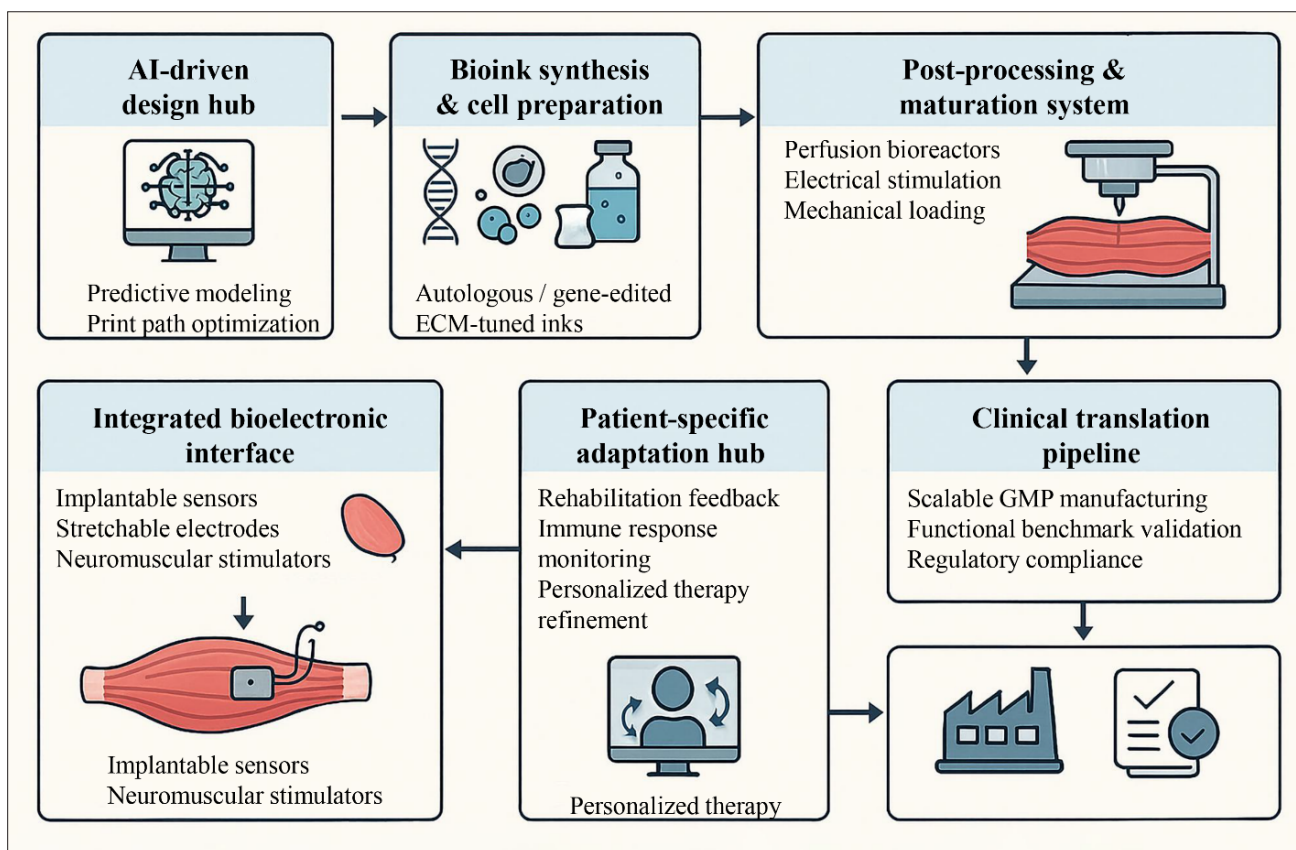 AI-driven
design hub
Predictive modeling
Print path optimization
Bioink synthesis
& cell preparation
Autologous / gene-edited
ECM-tuned inks
Post-processing &
maturation system
Perfusion bioreactors
Electrical stimulation
Mechanical loading
Integrated bioelectronic
interface
Implantable sensors
Stretchable electrodes
Neuromuscular stimulators
Implantable sensors
Neuromuscular stimulators
Patient-specific
adaptation hub
Rehabilitation feedback
Immune response
monitoring
Personalized therapy
refinement
Personalized therapy
Clinical translation
pipeline
Scalable GMP manufacturing
Functional benchmark validation
Regulatory compliance